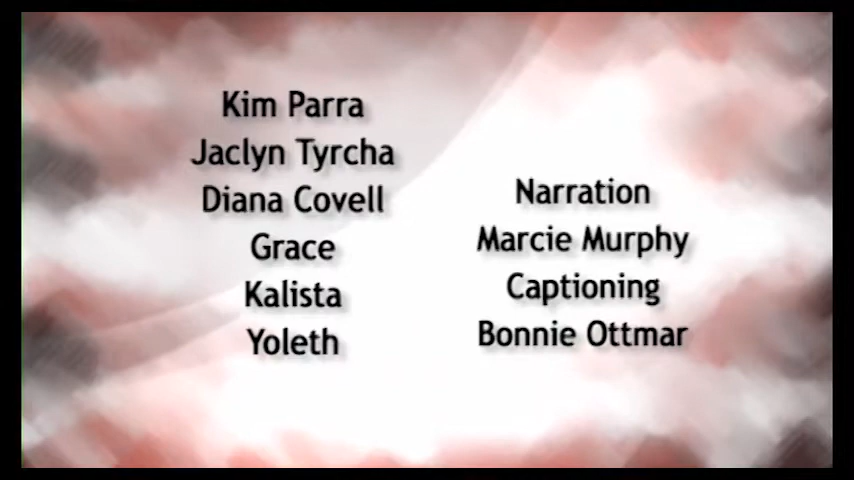 Kim Parra
Jaclyn Tyrcha
Diana Covell
Grace
Kalista
Yoleth
Narration
Marcie Murphy
Captioning
Bonnie Ottmar